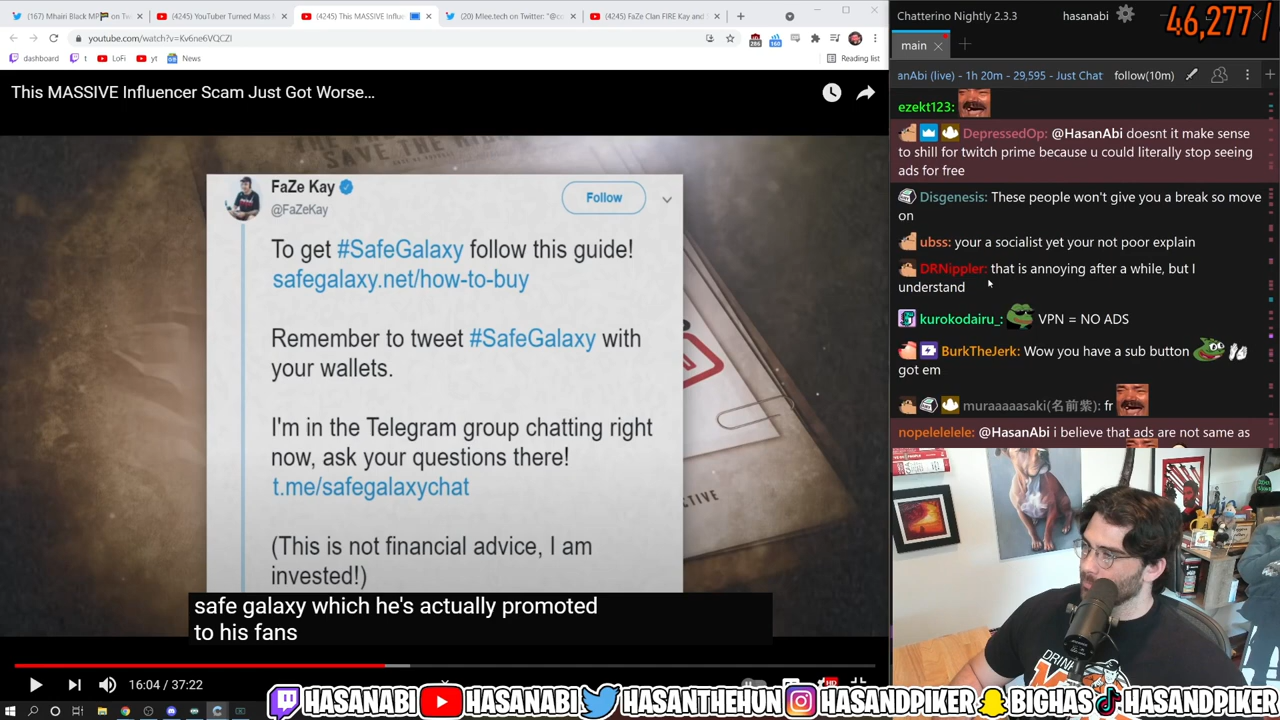 (167) Mhairi Black MP
(4245) YouTuber Turned Mass
(4245) This MASSIVE Influenc
(20) Mlee.tech on Twitter: "@co
(4245) FaZe Clan FIRE Kay and
youtube.com/watch?v=Kv6ne6VQCZI
286
160
dashboard
t
LoFi
yt
News
Reading list
This MASSIVE Influencer Scam Just Got Worse...
SAVE THE
FaZe Kay
@FaZeKay
Follow
To get #SafeGalaxy follow this guide!
safegalaxy.net/how-to-buy
Remember to tweet #SafeGalaxy with
your wallets.
I'm in the Telegram group chatting right
now, ask your questions there!
t.me/safegalaxychat
(This is not financial advice, I am
invested!)
safe galaxy which he's actually promoted
to his fans
16:04 / 37:22
Chatterino Nightly 2.3.3
hasanabi
46,277 /
main
anAbi (live) - 1h 20m - 29,595 - Just Chat
follow(10m)
ezekt123:
DepressedOp: @HasanAbi doesnt it make sense
to shill for twitch prime because u could literally stop seeing
ads for free
Disgenesis: These people won't give you a break so move
on
ubss: your a socialist yet your not poor explain
DRNippler: that is annoying after a while, but I
understand
kurokodairu_: VPN = NO ADS
BurkTheJerk: Wow you have a sub button
got em
muraaaaasaki(名前紫): fr
nopelelelele: @HasanAbi i believe that ads are not same as
DRIN
HASANABI
HASANABI
HASANTHEHUN
HASANDPIKER
BIGHAS
HASANDPIKER